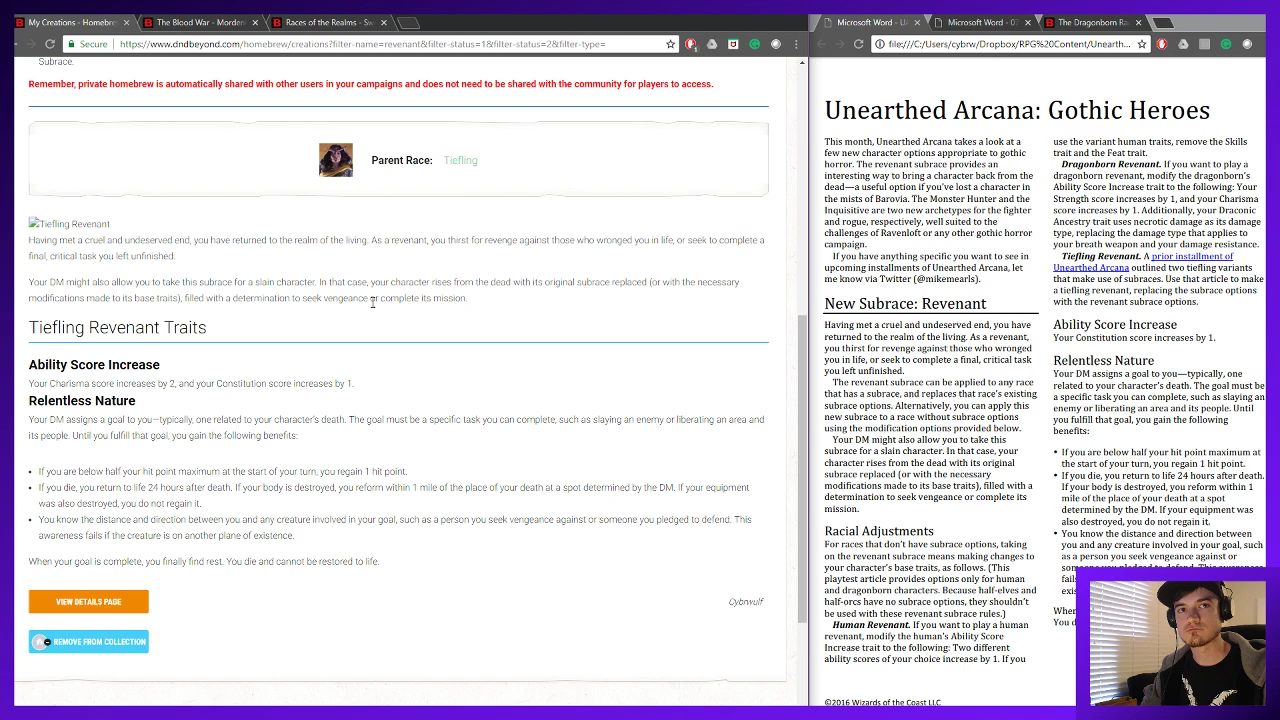 My Creations - Homebre
The Blood War - Morden
Races of the Realms - Sw
Microsoft Word - U
Microsoft Word - 07
The Dragonborn Ra
Secure
https://www.dndbeyond.com/homebrew/creations?filter-name=revenant&filter-status=1&filter-status=2&filter-type=
file:///C:/Users/cybrw/Dropbox/RPG%20Content/Unearth...
Subrace.
Remember, private homebrew is automatically shared with other users in your campaigns and does not need to be shared with the community for players to access.
Parent Race: Tiefling
Tiefling Revenant
Having met a cruel and undeserved end, you have returned to the realm of the living. As a revenant, you thirst for revenge against those who wronged you in life, or seek to complete a
final, critical task you left unfinished.
Your DM might also allow you to take this subrace for a slain character. In that case, your character rises from the dead with its original subrace replaced (or with the necessary
modifications made to its base traits), filled with a determination to seek vengeance or complete its mission.
Tiefling Revenant Traits
Ability Score Increase
Your Charisma score increases by 2, and your Constitution score increases by 1.
Relentless Nature
Your DM assigns a goal to you—typically, one related to your character's death. The goal must be a specific task you can complete, such as slaying an enemy or liberating an area and
its people. Until you fulfill that goal, you gain the following benefits:
• If you are below half your hit point maximum at the start of your turn, you regain 1 hit point.
• If you die, you return to life 24 hours after death. If your body is destroyed, you reform within 1 mile of the place of your death at a spot determined by the DM. If your equipment
was also destroyed, you do not regain it.
• You know the distance and direction between you and any creature involved in your goal, such as a person you seek vengeance against or someone you pledged to defend. This
awareness fails if the creature is on another plane of existence.
When your goal is complete, you finally find rest. You die and cannot be restored to life.
VIEW DETAILS PAGE
Cybrwulf
REMOVE FROM COLLECTION
Unearthed Arcana: Gothic Heroes
This month, Unearthed Arcana takes a look at a
few new character options appropriate to gothic
horror. The revenant subrace provides an
interesting way to bring a character back from the
dead—a useful option if you've lost a character in
the mists of Barovia. The Monster Hunter and the
Inquisitive are two new archetypes for the fighter
and rogue, respectively, well suited to the
challenges of Ravenloft or any other gothic horror
campaign.
If you have anything specific you want to see in
upcoming installments of Unearthed Arcana, let
me know via Twitter (@mikemearls).
New Subrace: Revenant
Having met a cruel and undeserved end, you have
returned to the realm of the living. As a revenant,
you thirst for revenge against those who wronged
you in life, or seek to complete a final, critical task
you left unfinished.
The revenant subrace can be applied to any race
that has a subrace, and replaces that race's existing
subrace options. Alternatively, you can apply this
new subrace to a race without subrace options
using the modification options provided below.
Your DM might also allow you to take this
subrace for a slain character. In that case, your
character rises from the dead with its original
subrace replaced (or with the necessary
modifications made to its base traits), filled with a
determination to seek vengeance or complete its
mission.
Racial Adjustments
For races that don't have subrace options, taking
on the revenant subrace means making changes to
your character's base traits, as follows. (This
playtest article provides options only for human
and dragonborn characters. Because half-elves and
half-orcs have no subrace options, they shouldn't
be used with these revenant subrace rules.)
Human Revenant. If you want to play a human
revenant, modify the human's Ability Score
Increase trait to the following: Two different
ability scores of your choice increase by 1. If you
©2016 Wizards of the Coast LLC
use the variant human traits, remove the Skills
trait and the Feat trait.
Dragonborn Revenant. If you want to play a
dragonborn revenant, modify the dragonborn's
Ability Score Increase trait to the following: Your
Strength score increases by 1, and your Charisma
score increases by 1. Additionally, your Draconic
Ancestry trait uses necrotic damage as its damage
type, replacing the damage type that applies to
your breath weapon and your damage resistance.
Tiefling Revenant. A prior installment of
Unearthed Arcana outlined two tiefling variants
that make use of subraces. Use that article to make
a tiefling revenant, replacing the subrace options
with the revenant subrace options.
Ability Score Increase
Your Constitution score increases by 1.
Relentless Nature
Your DM assigns a goal to you—typically, one
related to your character's death. The goal must be
a specific task you can complete, such as slaying an
enemy or liberating an area and its people. Until
you fulfill that goal, you gain the following
benefits:
• If you are below half your hit point maximum at
the start of your turn, you regain 1 hit point.
• If you die, you return to life 24 hours after death.
If your body is destroyed, you reform within 1
mile of the place of your death at a spot
determined by the DM. If your equipment was
also destroyed, you do not regain it.
• You know the distance and direction between
you and any creature involved in your goal, such
as a person you seek vengeance against or